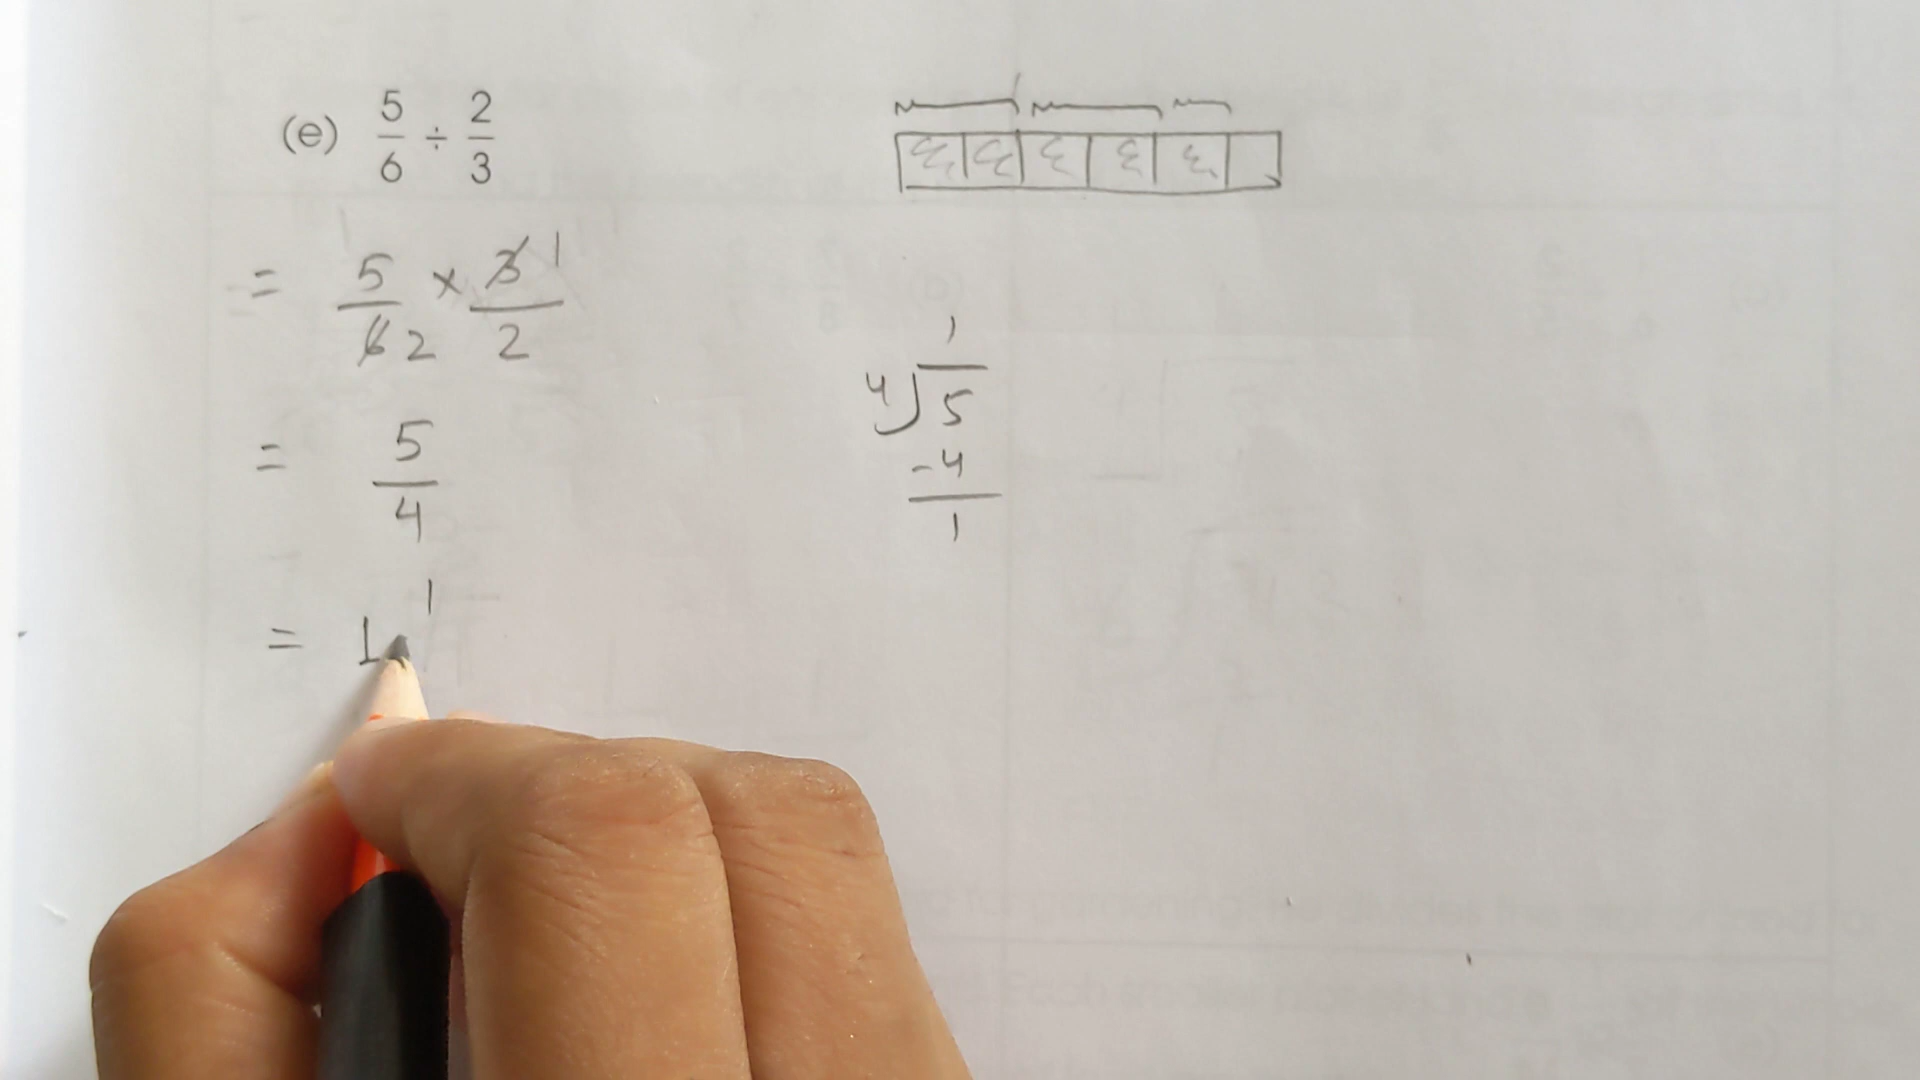 (e) 5/6 ÷ 2/3
= 5/6 2 × 3 1/2
= 5/4
= 1 1
1
4 5
-4
1